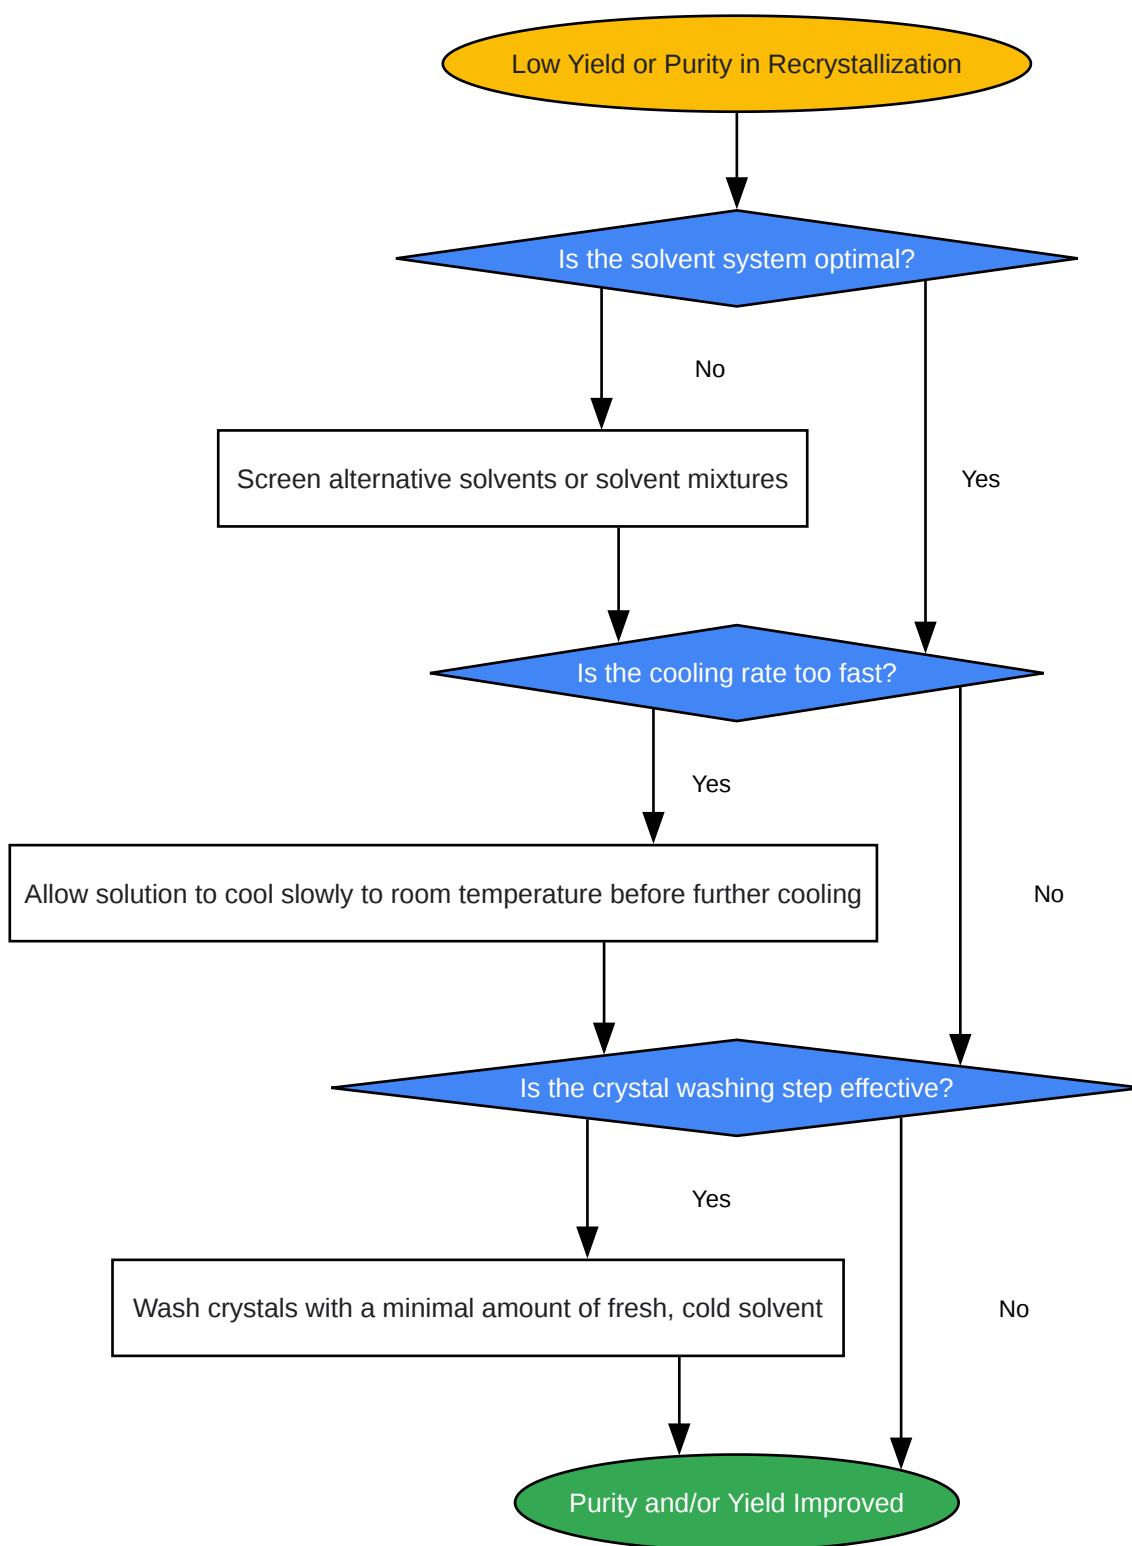 Low Yield or Purity in Recrystallization
Is the solvent system optimal?
No
Screen alternative solvents or solvent mixtures
Yes
Is the cooling rate too fast?
Yes
Allow solution to cool slowly to room temperature before further cooling
No
Is the crystal washing step effective?
Yes
Wash crystals with a minimal amount of fresh, cold solvent
No
Purity and/or Yield Improved